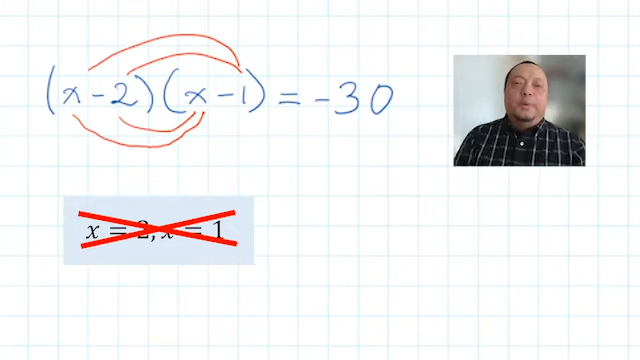 (x-2)(x-1) = -30
x = 2, x = 1